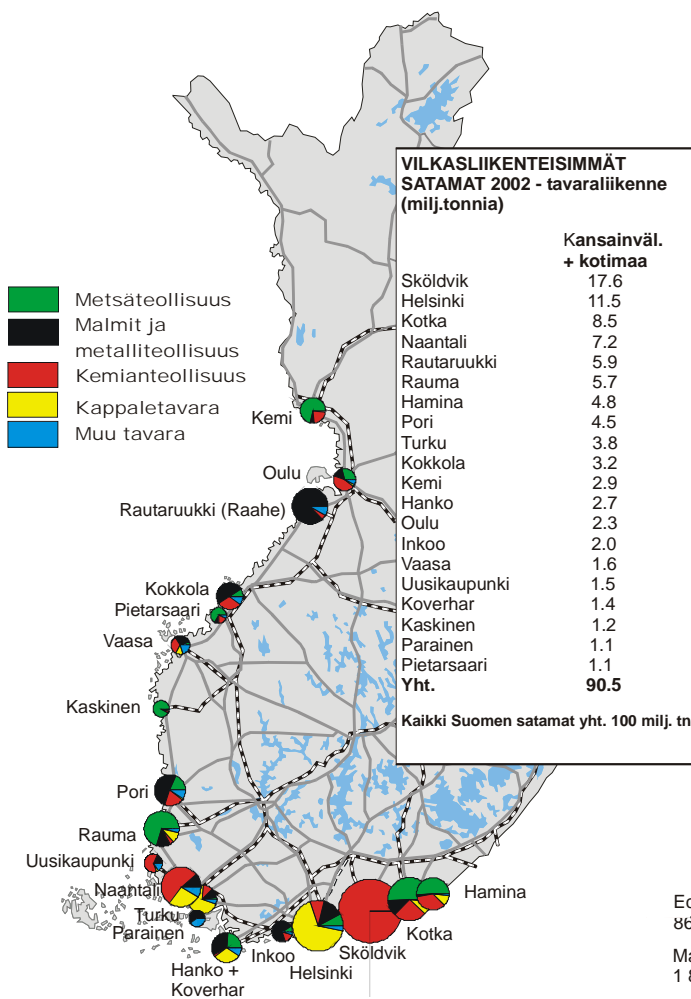 VILKASLIIKENTEISIMMÄT
SATAMAT 2002 - tavaraliikenne
(milj.tonnia)
Kansainväl.
+ kotimaa
Sköldvik 17.6
Helsinki 11.5
Kotka 8.5
Naantali 7.2
Rautaruukki 5.9
Rauma 5.7
Hamina 4.8
Pori 4.5
Turku 3.8
Kokkola 3.2
Kemi 2.9
Hanko 2.7
Oulu 2.3
Inkoo 2.0
Vaasa 1.6
Uusikaupunki 1.5
Koverhar 1.4
Kaskinen 1.2
Parainen 1.1
Pietarsaari 1.1
Yht. 90.5
Kaikki Suomen satamat yht. 100 milj. tn
Metsäteollisuus
Malmit ja
metalliteollisuus
Kemianteollisuus
Kappaletavara
Muu tavara
Kemi
Oulu
Rautaruukki (Raahe)
Kokkola
Pietarsaari
Vaasa
Kaskinen
Pori
Rauma
Uusikaupunki
Naantali
Turku
Parainen
Hanko +
Koverhar
Inkoo
Helsinki
Sköldvik
Kotka
Hamina
1 8